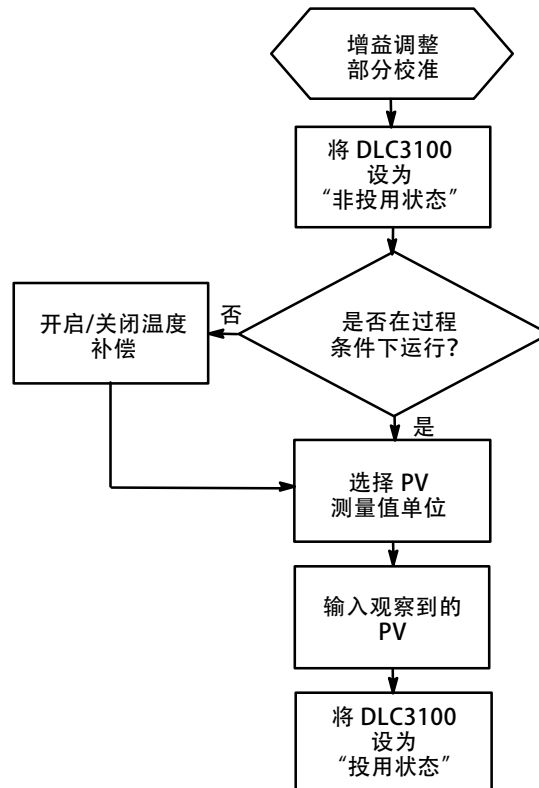 增益调整
部分校准
将 DLC3100
设为
“非投用状态”
是否在过程
条件下运行?
否
开启/关闭温度
补偿
是
选择 PV
测量值单位
输入观察到的
PV
将 DLC3100
设为
“投用状态”